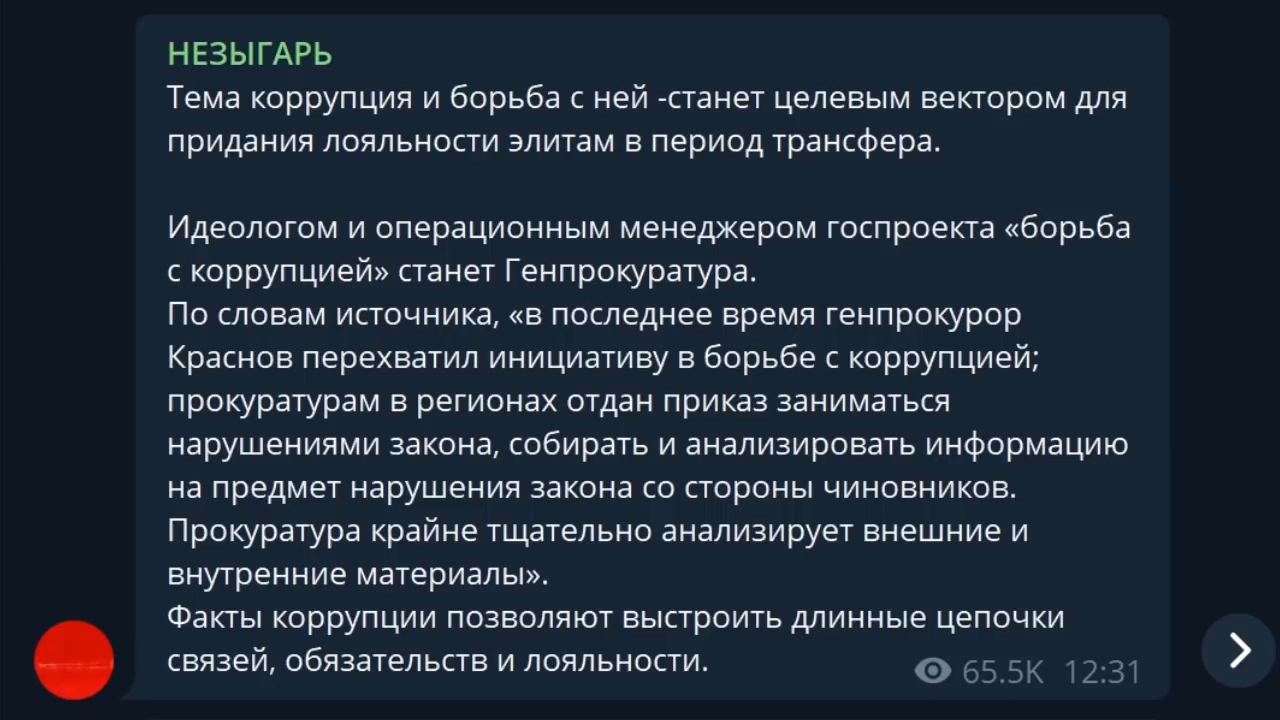 НЕЗЫГАРЬ
Тема коррупция и борьба с ней -станет целевым вектором для
придания лояльности элитам в период трансфера.
Идеологом и операционным менеджером госпроекта «борьба
с коррупцией» станет Генпрокуратура.
По словам источника, «в последнее время генпрокурор
Краснов перехватил инициативу в борьбе с коррупцией;
прокуратурам в регионах отдан приказ заниматься
нарушениями закона, собирать и анализировать информацию
на предмет нарушения закона со стороны чиновников.
Прокуратура крайне тщательно анализирует внешние и
внутренние материалы».
Факты коррупции позволяют выстроить длинные цепочки
связей, обязательств и лояльности.
65.5K 12:31